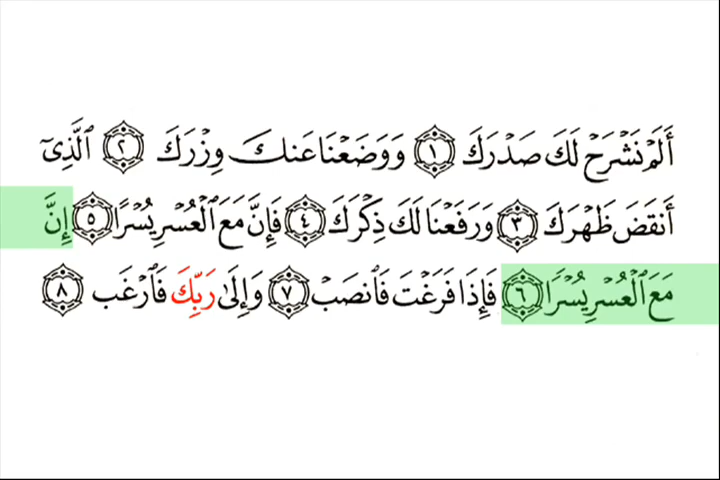 أَلَمْ نَشْرَحْ لَكَ صَدْرَكَ ١ وَوَضَعْنَا عَنكَ وِزْرَكَ ٢ ٱلَّذِىٓ
أَنقَضَ ظَهْرَكَ ٣ وَرَفَعْنَا لَكَ ذِكْرَكَ ٤ فَإِنَّ مَعَ ٱلْعُسْرِ يُسْرًا ٥ إِنَّ
مَعَ ٱلْعُسْرِ يُسْرًا ٦ فَإِذَا فَرَغْتَ فَٱنصَبْ ٧ وَإِلَىٰ رَبِّكَ فَٱرْغَب ٨